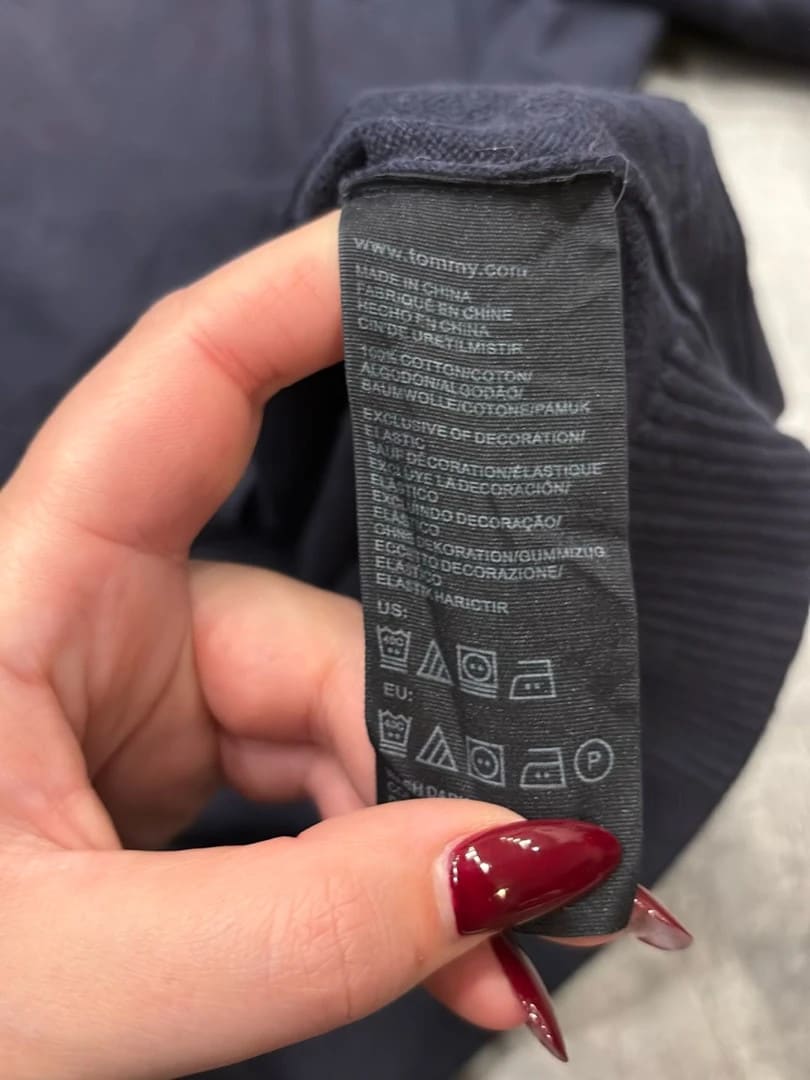 www.tommy.com
MADE IN CHINA
FABRIQUÉ EN CHINE
HECHO EN CHINA
ÇİN'DE ÜRETİLMİŞTİR
100% COTTON/COTON/
ALGODON/ALGODÃO/
BAUMWOLLE/COTONE/PAMUK
EXCLUSIVE OF DECORATION/
ELASTIC
SAUF DÉCORATION/ÉLASTIQUE
EXCLUYE LA DECORACIÓN/
ELÁSTICO
EXCLUINDO DECORAÇÃO/
ELÁSTICO
OHNE DEKORATION/GUMMIZUG
ECCETTO DECORAZIONE/
ELASTICO
ELASTİK HARİÇTİR
US:
EU:
P